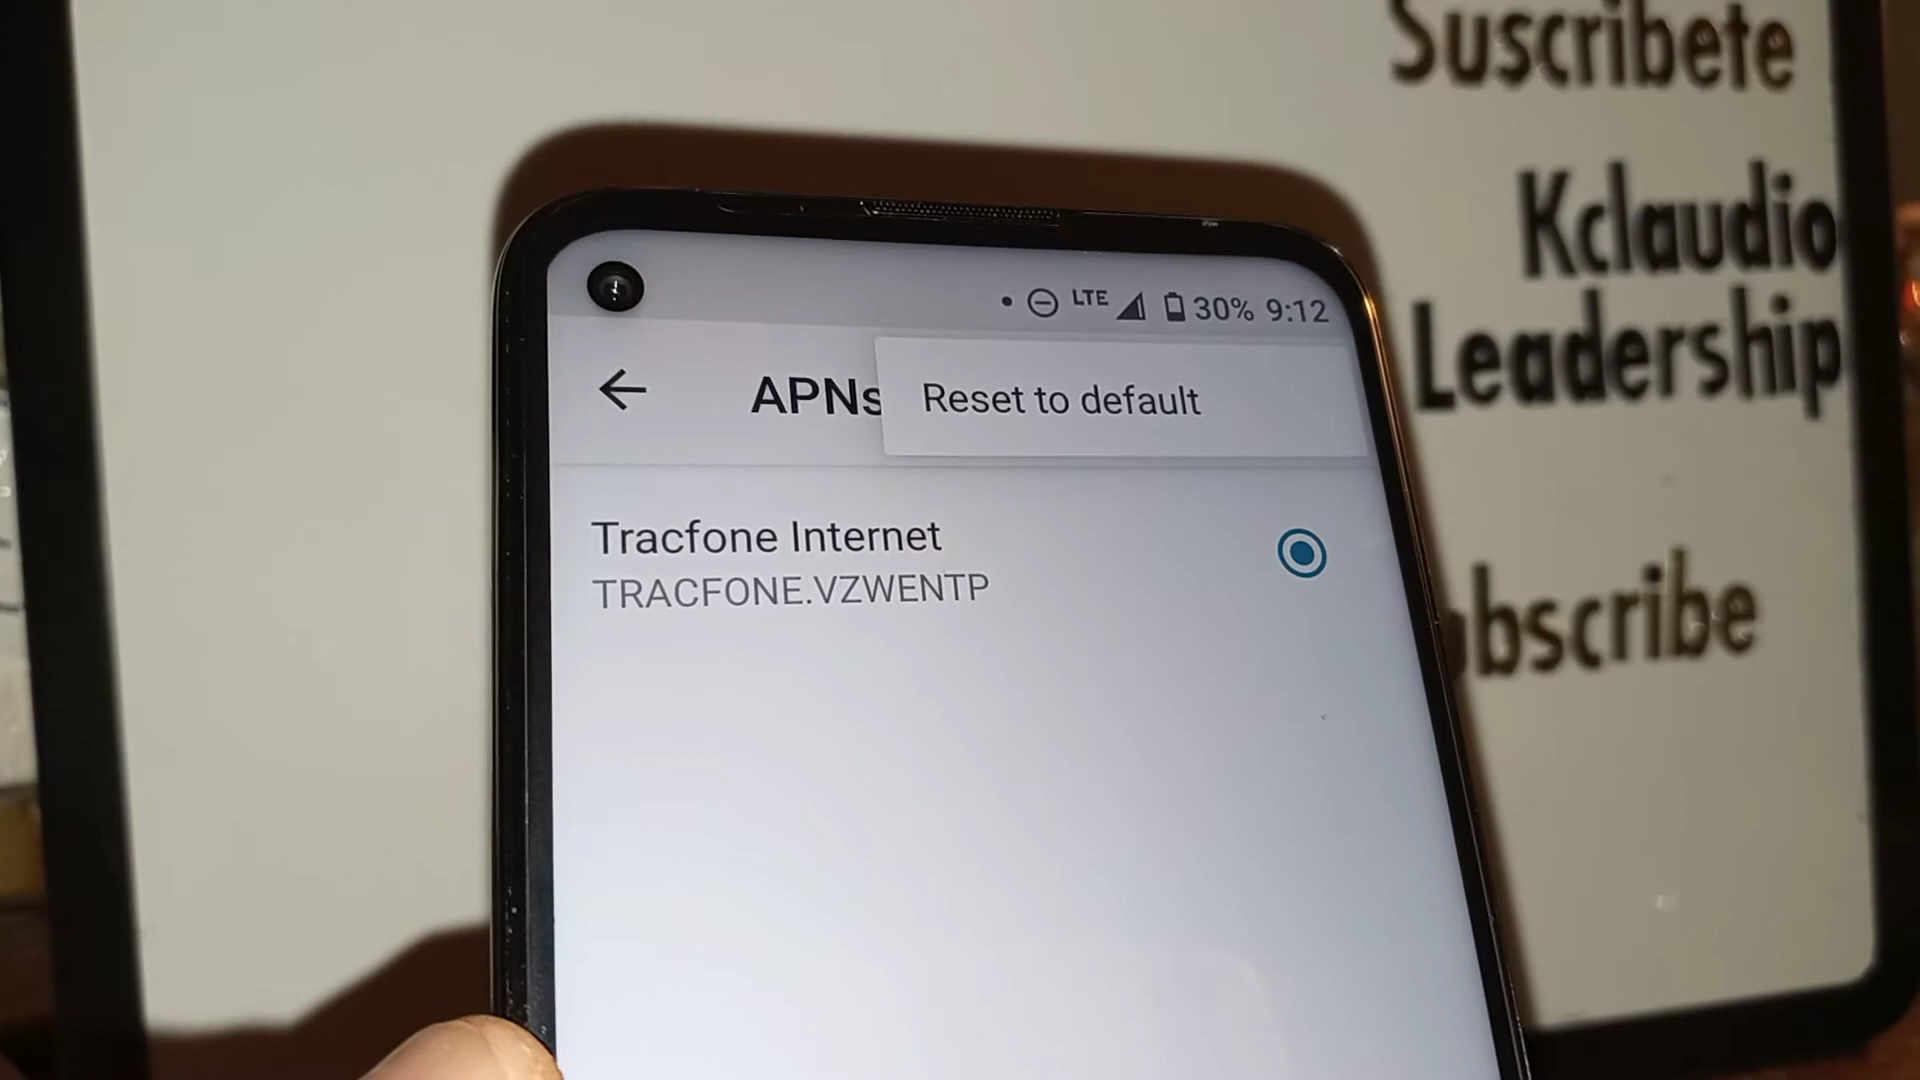 Suscribete
Kclaudio
Leadership
bscribe
LTE 30% 9:12
APNs
Reset to default
Tracfone Internet
TRACFONE.VZWENTP